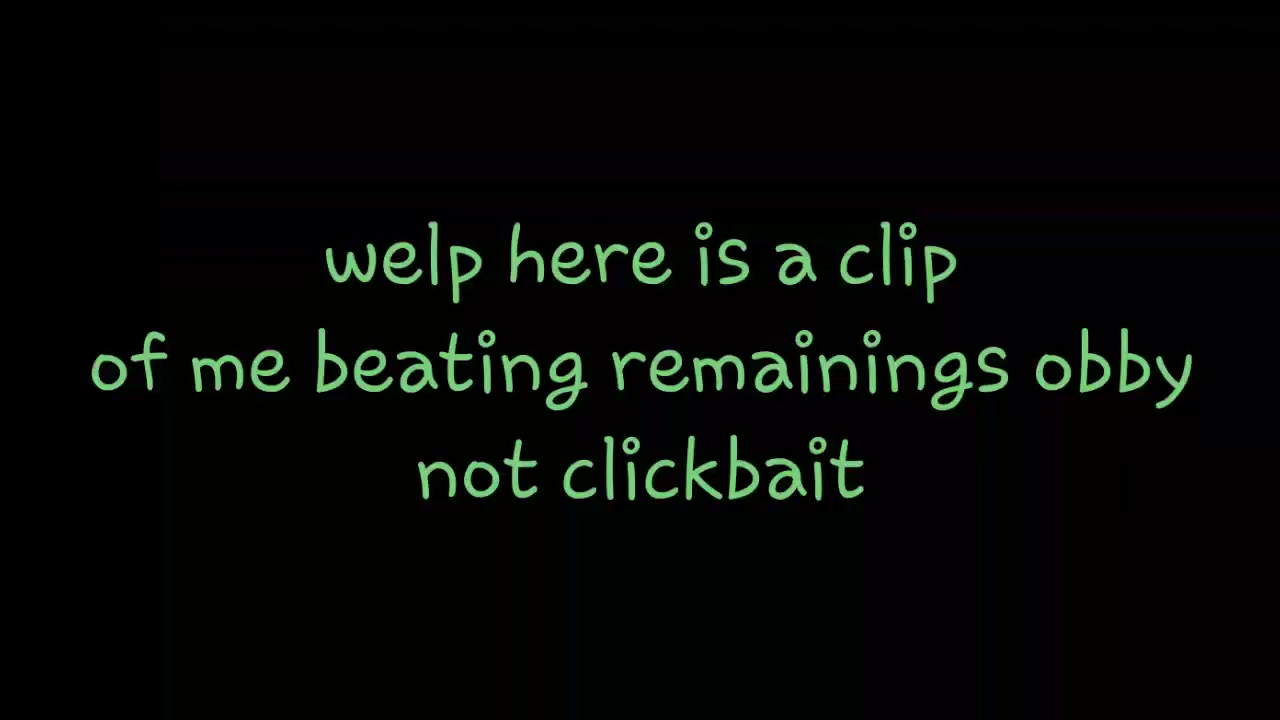 welp here is a clip
of me beating remainings obby
not clickbait